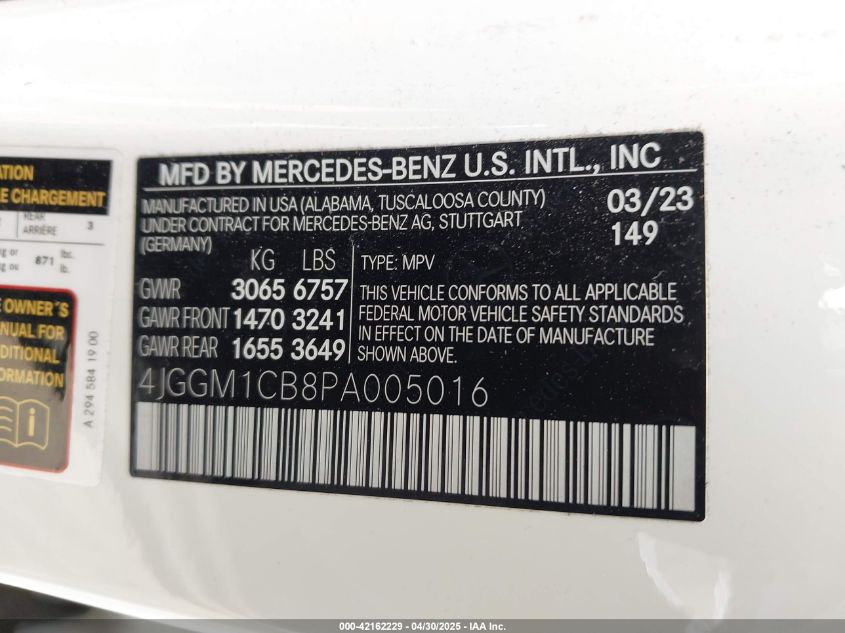 ATION
E CHARGEMENT
REAR
ARRIÈRE
3
g or
g ou
871
lbs.
lb.
E OWNER´S
NUAL FOR
DITIONAL
ORMATION
i
A 294 584 19 00
MFD BY MERCEDES-BENZ U.S. INTL., INC
MANUFACTURED IN USA (ALABAMA, TUSCALOOSA COUNTY)
UNDER CONTRACT FOR MERCEDES-BENZ AG, STUTTGART
(GERMANY)
03/23
149
KG LBS
GVWR 3065 6757
GAWR FRONT 1470 3241
GAWR REAR 1655 3649
TYPE: MPV
THIS VEHICLE CONFORMS TO ALL APPLICABLE
FEDERAL MOTOR VEHICLE SAFETY STANDARDS
IN EFFECT ON THE DATE OF MANUFACTURE
SHOWN ABOVE.
4JGGM1CB8PA005016
000-42162229 - 04/30/2025 - IAA Inc.